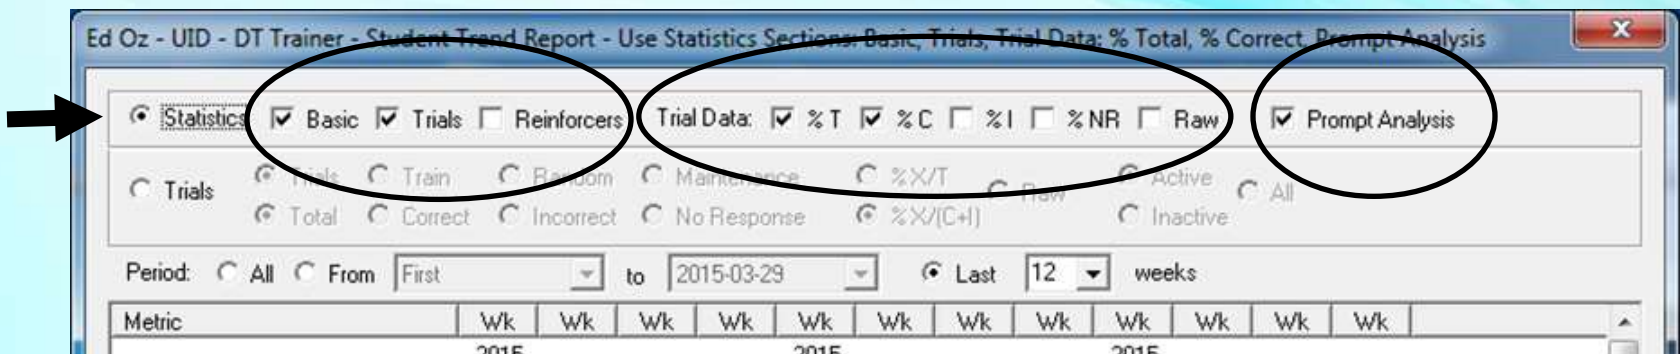 Ed Oz - UID - DT Trainer - Student Trend Report - Use Statistics Sections: Basic, Trials, Trial Data: % Total, % Correct, Prompt Analysis
Statistics Basic Trials Reinforcers Trial Data: % T % C % I % NR Raw Prompt Analysis
Trials Trials Train Random Maintenance %X/T Raw Active All
Total Correct Incorrect No Response %X/(C+I) Inactive
Period: All From First to 2015-03-29 Last 12 weeks
Metric Wk Wk Wk Wk Wk Wk Wk Wk Wk Wk Wk Wk
2015 2015 2015